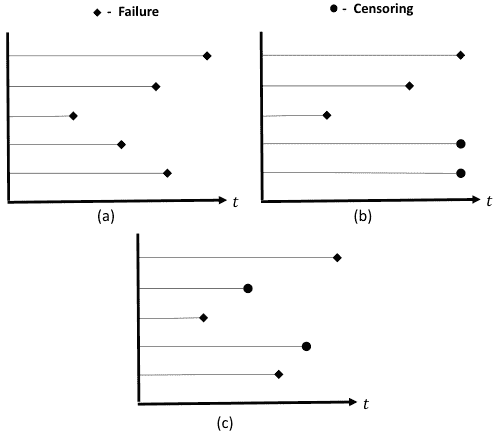 ◆ - Failure
● - Censoring
t
(a)
t
(b)
t
(c)